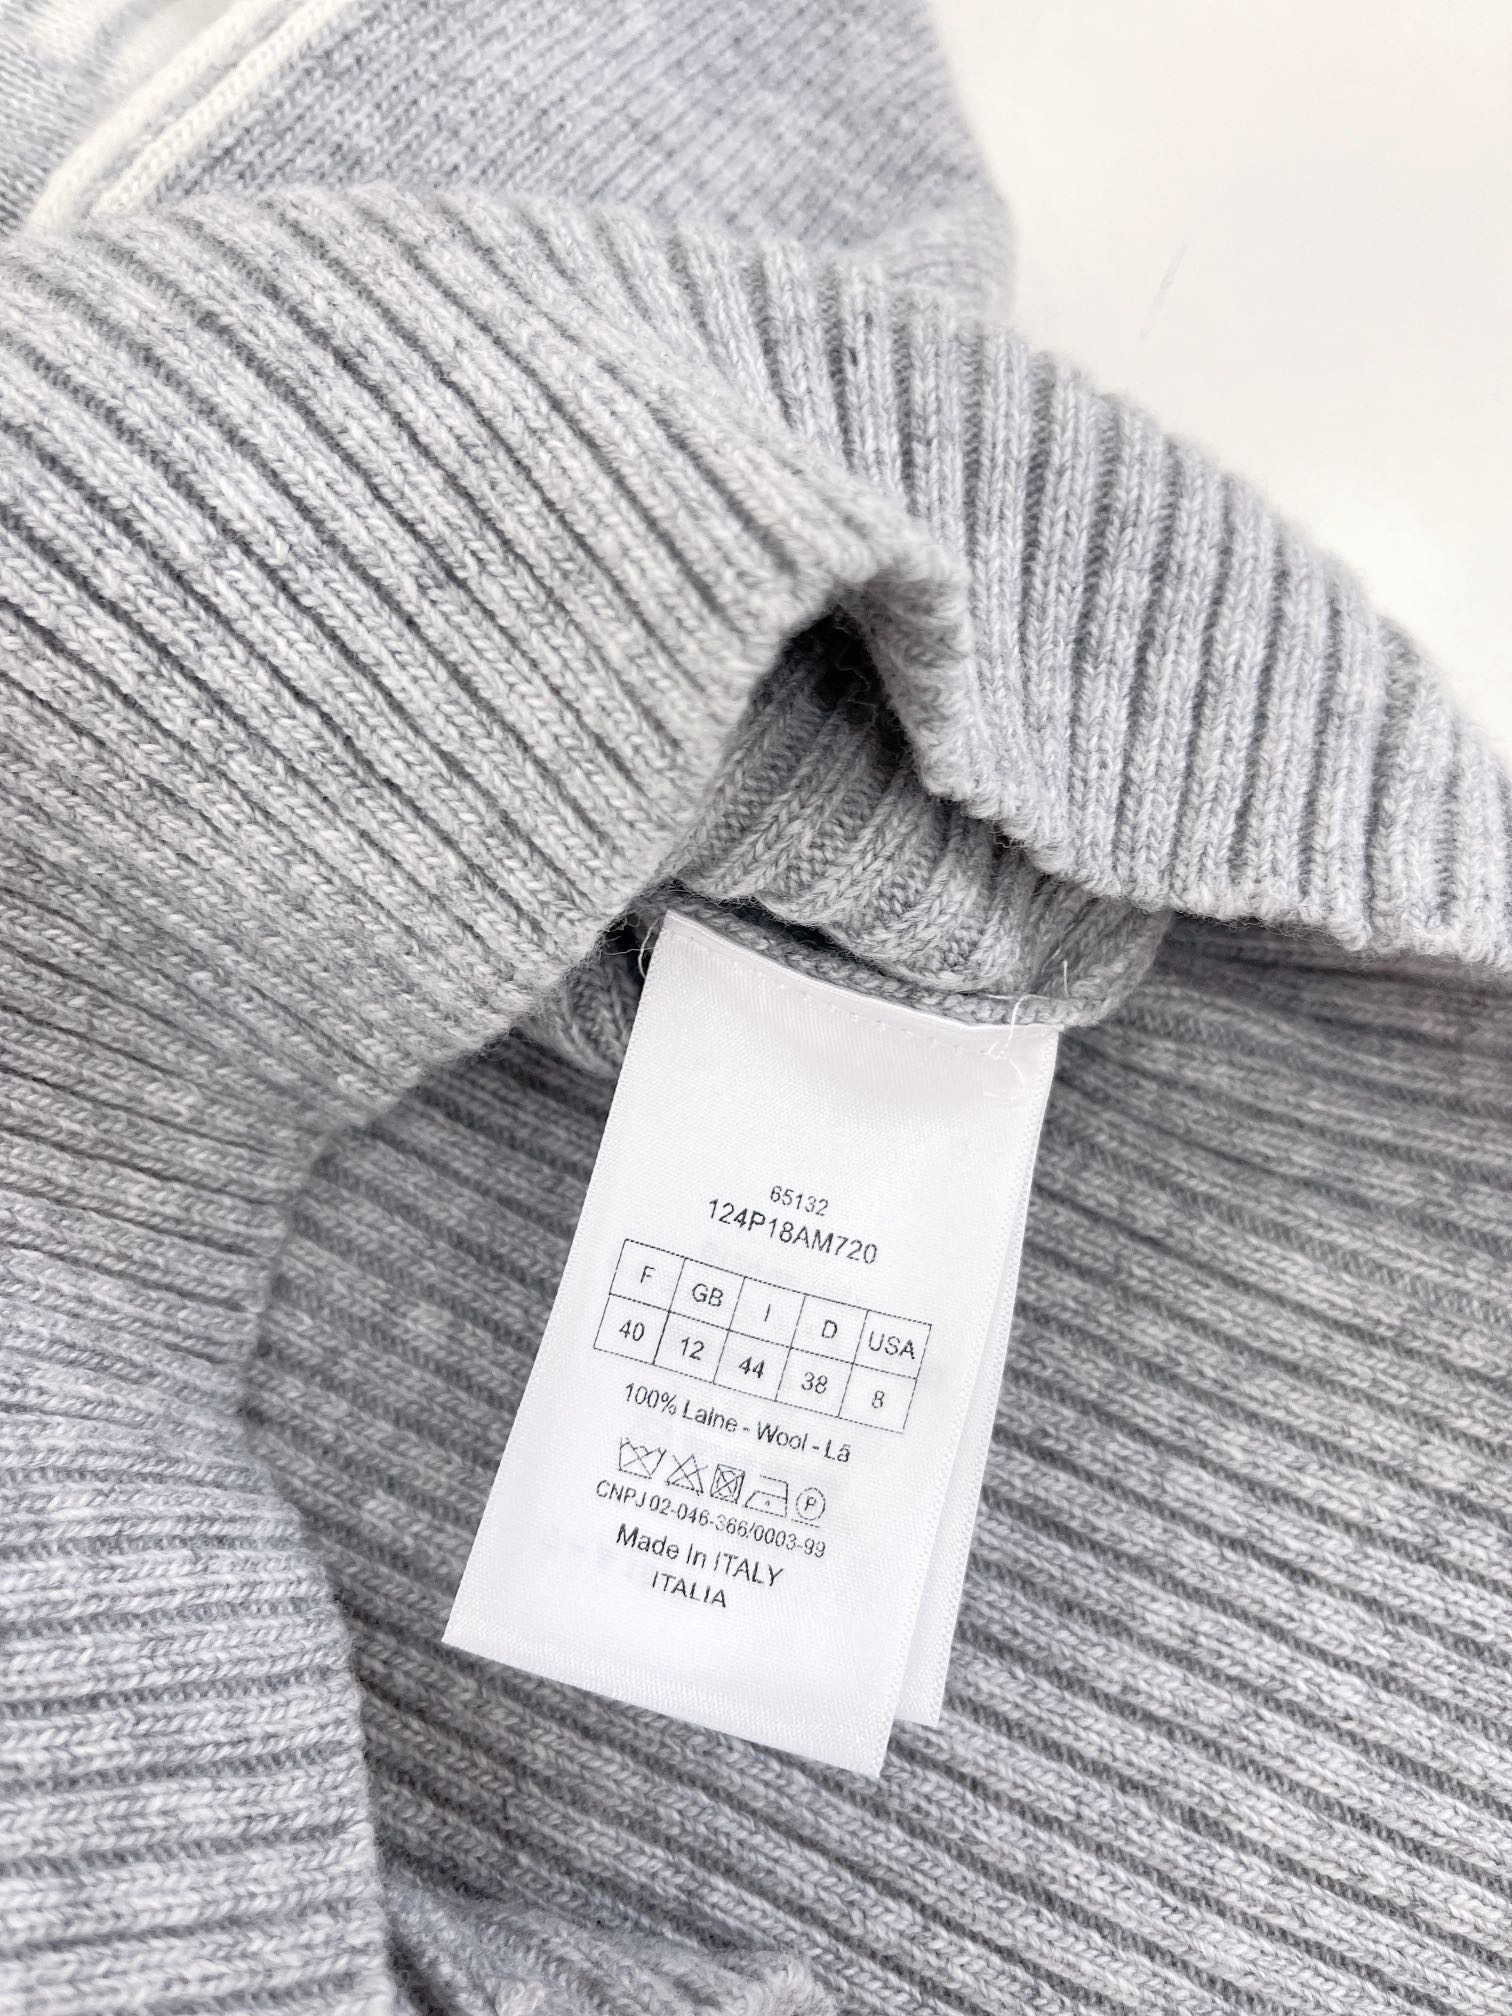 65132
124P18AM720
F GB I D USA
40 12 44 38 8
100% Laine - Wool - Lã
P
CNPJ 02-046-366/0003-99
Made in ITALY
ITALIA